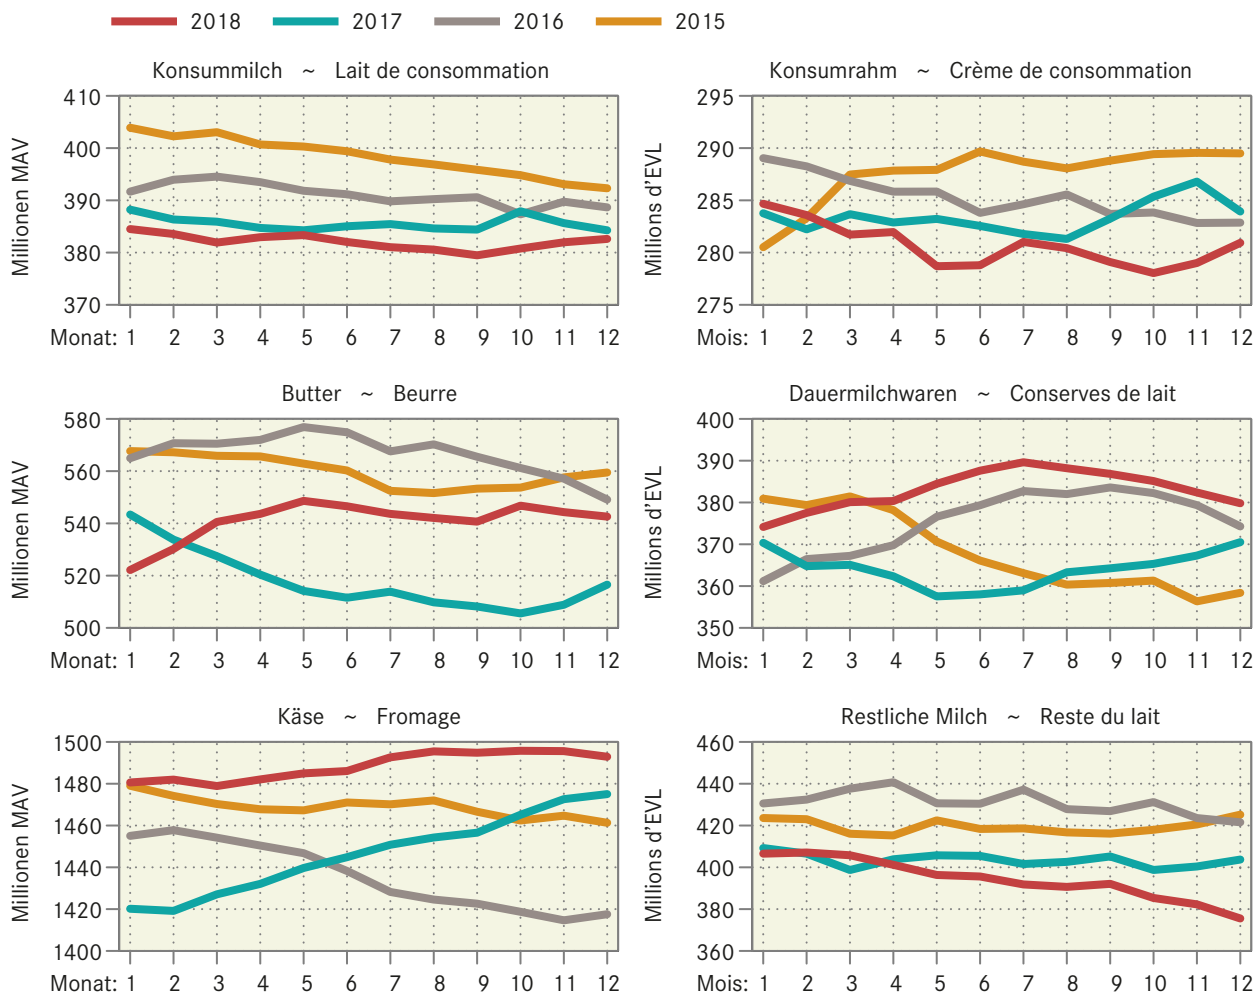 2018 2017 2016 2015
Konsummilch ~ Lait de consommation
Millionen MAV
410
400
390
380
370
Monat: 1 2 3 4 5 6 7 8 9 10 11 12
Konsumrahm ~ Crème de consommation
Millions d'EVL
295
290
285
280
275
Mois: 1 2 3 4 5 6 7 8 9 10 11 12
Butter ~ Beurre
Millionen MAV
580
560
540
520
500
Monat: 1 2 3 4 5 6 7 8 9 10 11 12
Dauermilchwaren ~ Conserves de lait
Millions d'EVL
400
390
380
370
360
350
Mois: 1 2 3 4 5 6 7 8 9 10 11 12
Käse ~ Fromage
Millionen MAV
1500
1480
1460
1440
1420
1400
Monat: 1 2 3 4 5 6 7 8 9 10 11 12
Restliche Milch ~ Reste du lait
Millions d'EVL
460
440
420
400
380
360
Mois: 1 2 3 4 5 6 7 8 9 10 11 12